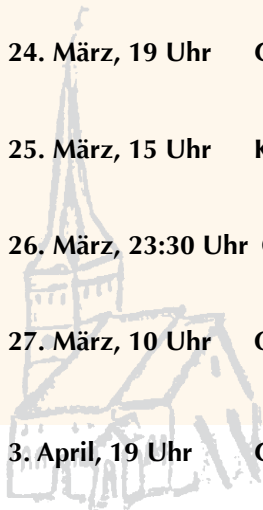 24. März, 19 Uhr
25. März, 15 Uhr
26. März, 23:30 Uhr
27. März, 10 Uhr
3. April, 19 Uhr